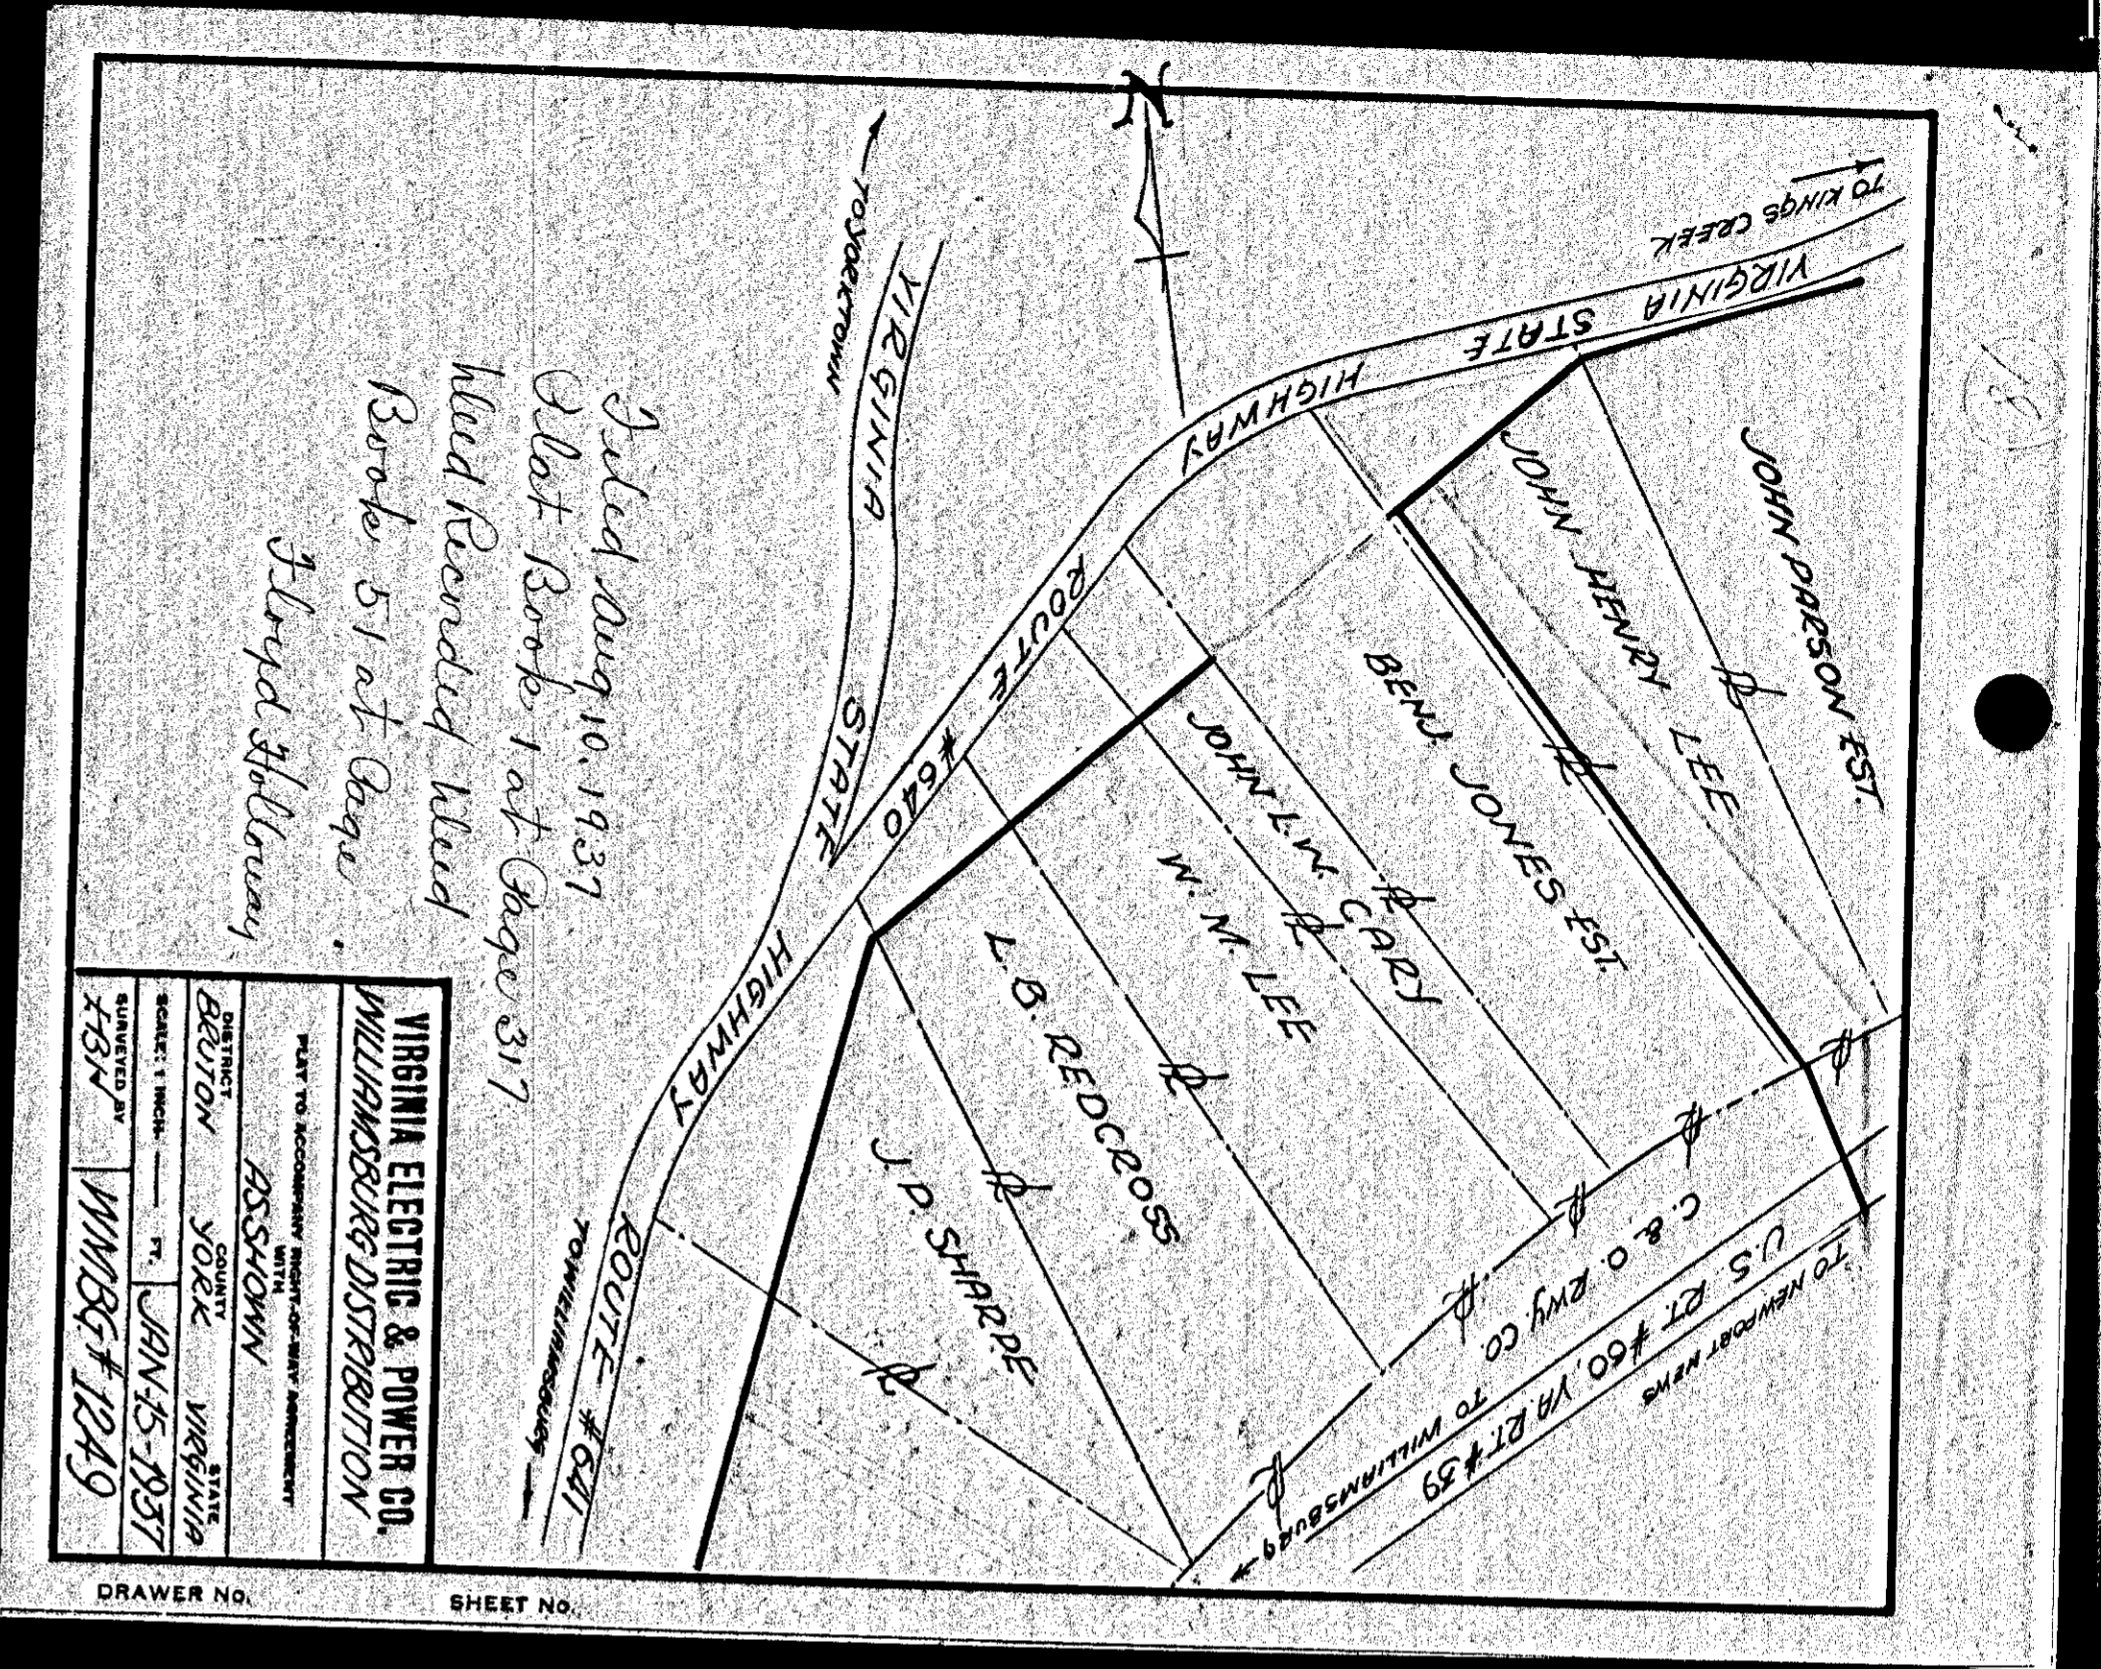 TO KINGS CREEK
VIRGINIA STATE HIGHWAY ROUTE #640
JOHN PARSON EST.
JOHN HENRY LEE
BENJ. JONES EST.
JOHN L.W. CARY
W. M. LEE
L. B. REDCROSS
J. P. SHARPE
C. & O. Rwy. Co.
U.S. RT. #60, VA. RT. #39
TO NEWPORT NEWS
TO WILLIAMSBURG
N
TO YORKTOWN
VIRGINIA STATE HIGHWAY ROUTE #641
TO WILLIAMSBURG
Filed Aug 10. 1937
Plat Book 1 at Page 317
Deed Recorded Deed
Book 51 at Page .
Floyd Holloway
VIRGINIA ELECTRIC & POWER CO.
WILLIAMSBURG DISTRIBUTION
PLAT TO ACCOMPANY RIGHT-OF-WAY AGREEMENT
WITH
AS SHOWN
DISTRICT COUNTY STATE
BRUTON YORK VIRGINIA
SCALE: 1 INCH- FT. JAN-15-1937
SURVEYED BY
WMBG# 1249
DRAWER NO.
SHEET NO.
18